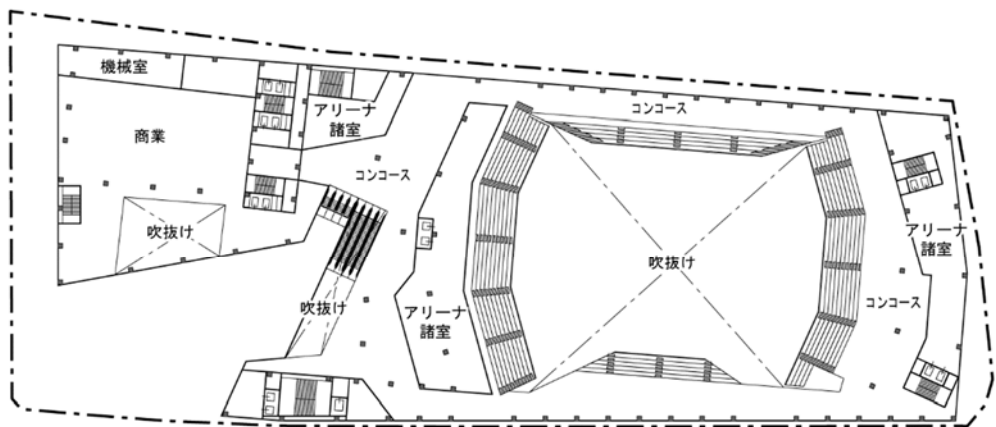 機械室
商業
吹抜け
アリーナ
諸室
コンコース
吹抜け
アリーナ
諸室
コンコース
吹抜け
アリーナ
諸室
コンコース